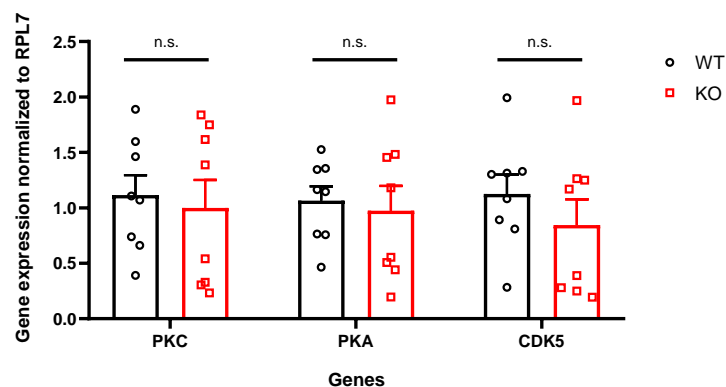 Gene expression normalized to RPL7
2.5
2.0
1.5
1.0
0.5
0.0
n.s.
n.s.
n.s.
WT
KO
PKC
PKA
CDK5
Genes